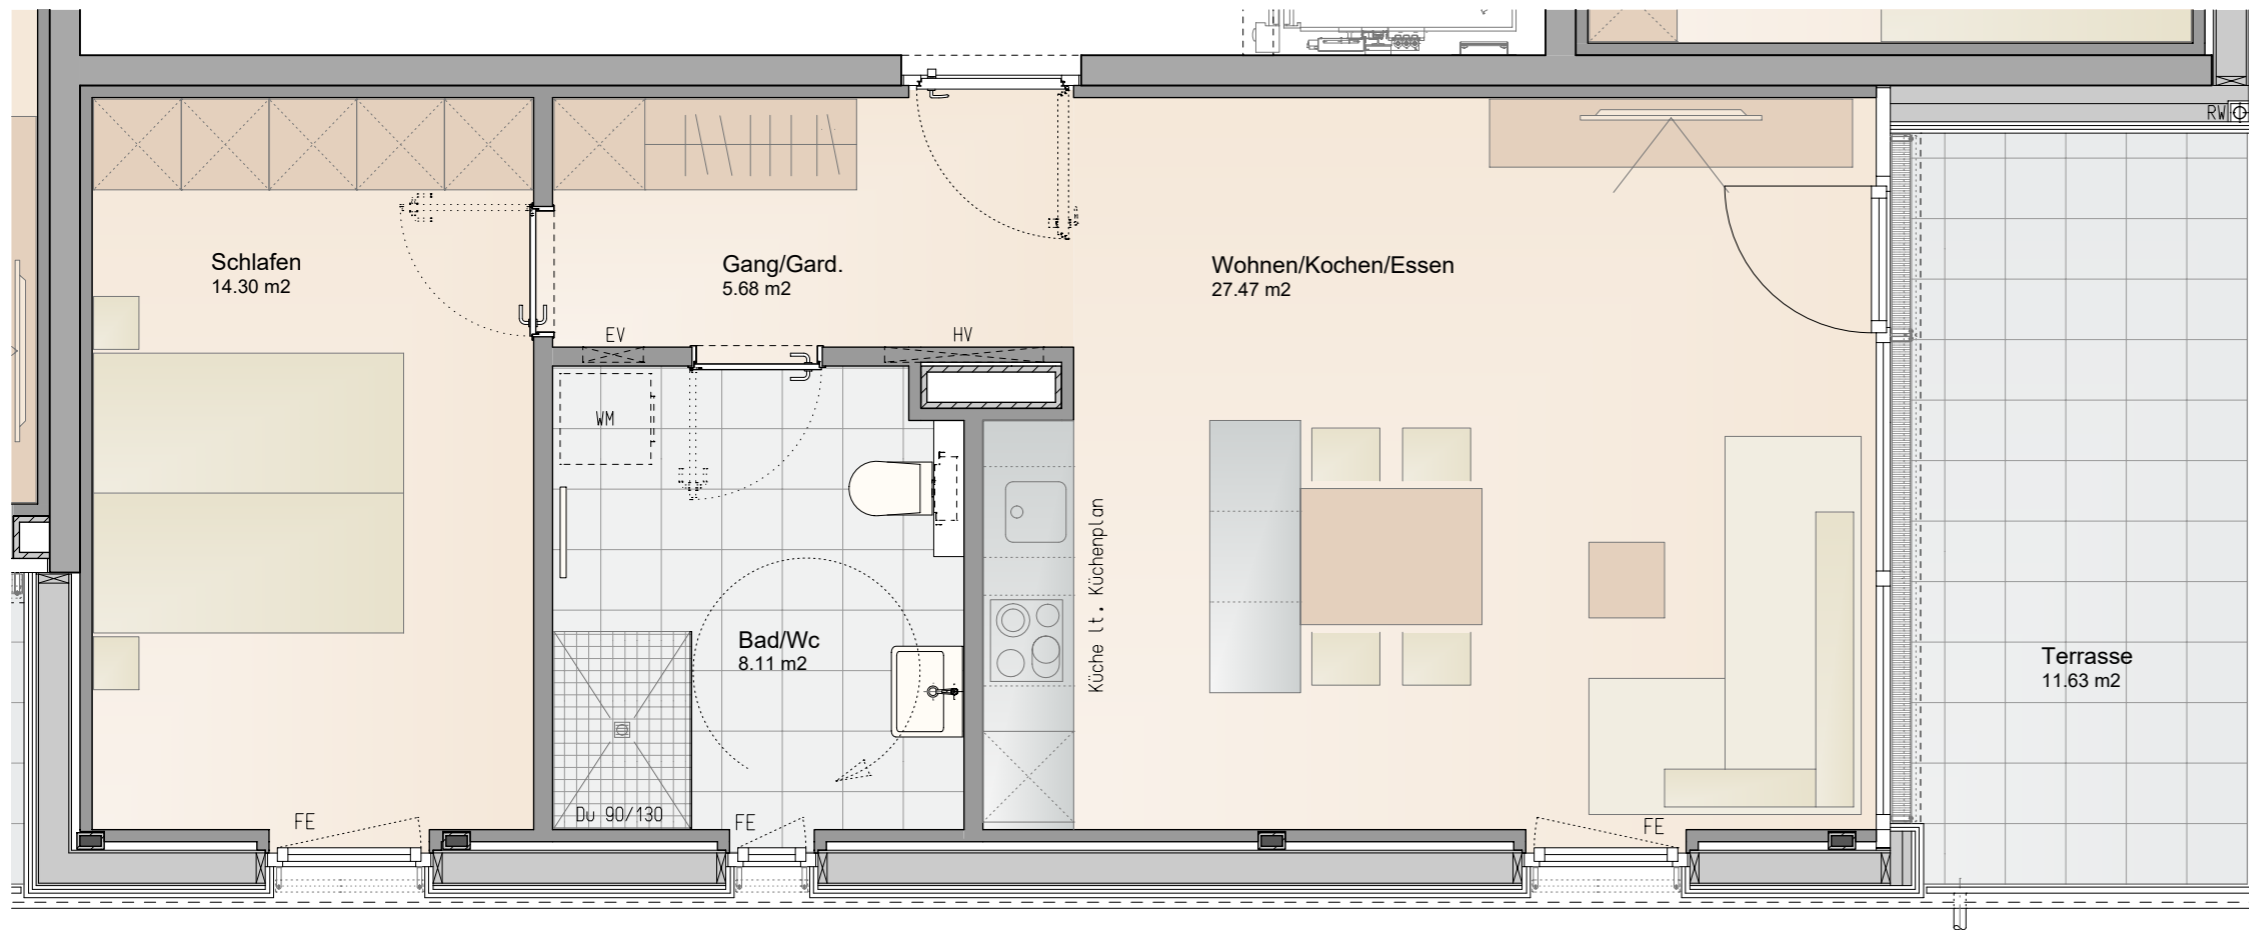 RW
Schlafen
14.30 m2
Gang/Gard.
5.68 m2
Wohnen/Kochen/Essen
27.47 m2
EV
HV
WM
Küche lt. Küchenplan
Bad/Wc
8.11 m2
Terrasse
11.63 m2
Du 90/130
FE
FE
FE